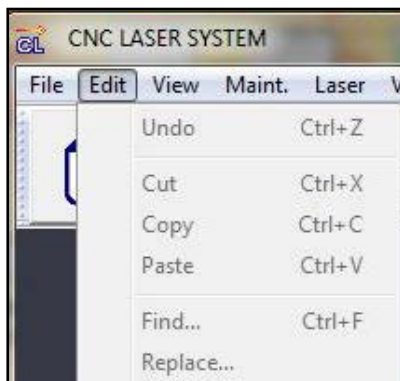 CL CNC LASER SYSTEM
File Edit View Maint. Laser
Undo Ctrl+Z
Cut Ctrl+X
Copy Ctrl+C
Paste Ctrl+V
Find... Ctrl+F
Replace...